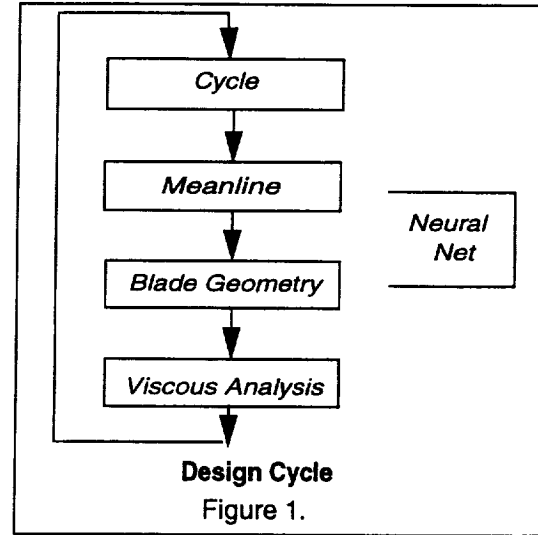 Cycle
Meanline
Neural
Net
Blade Geometry
Viscous Analysis
Design Cycle
Figure 1.